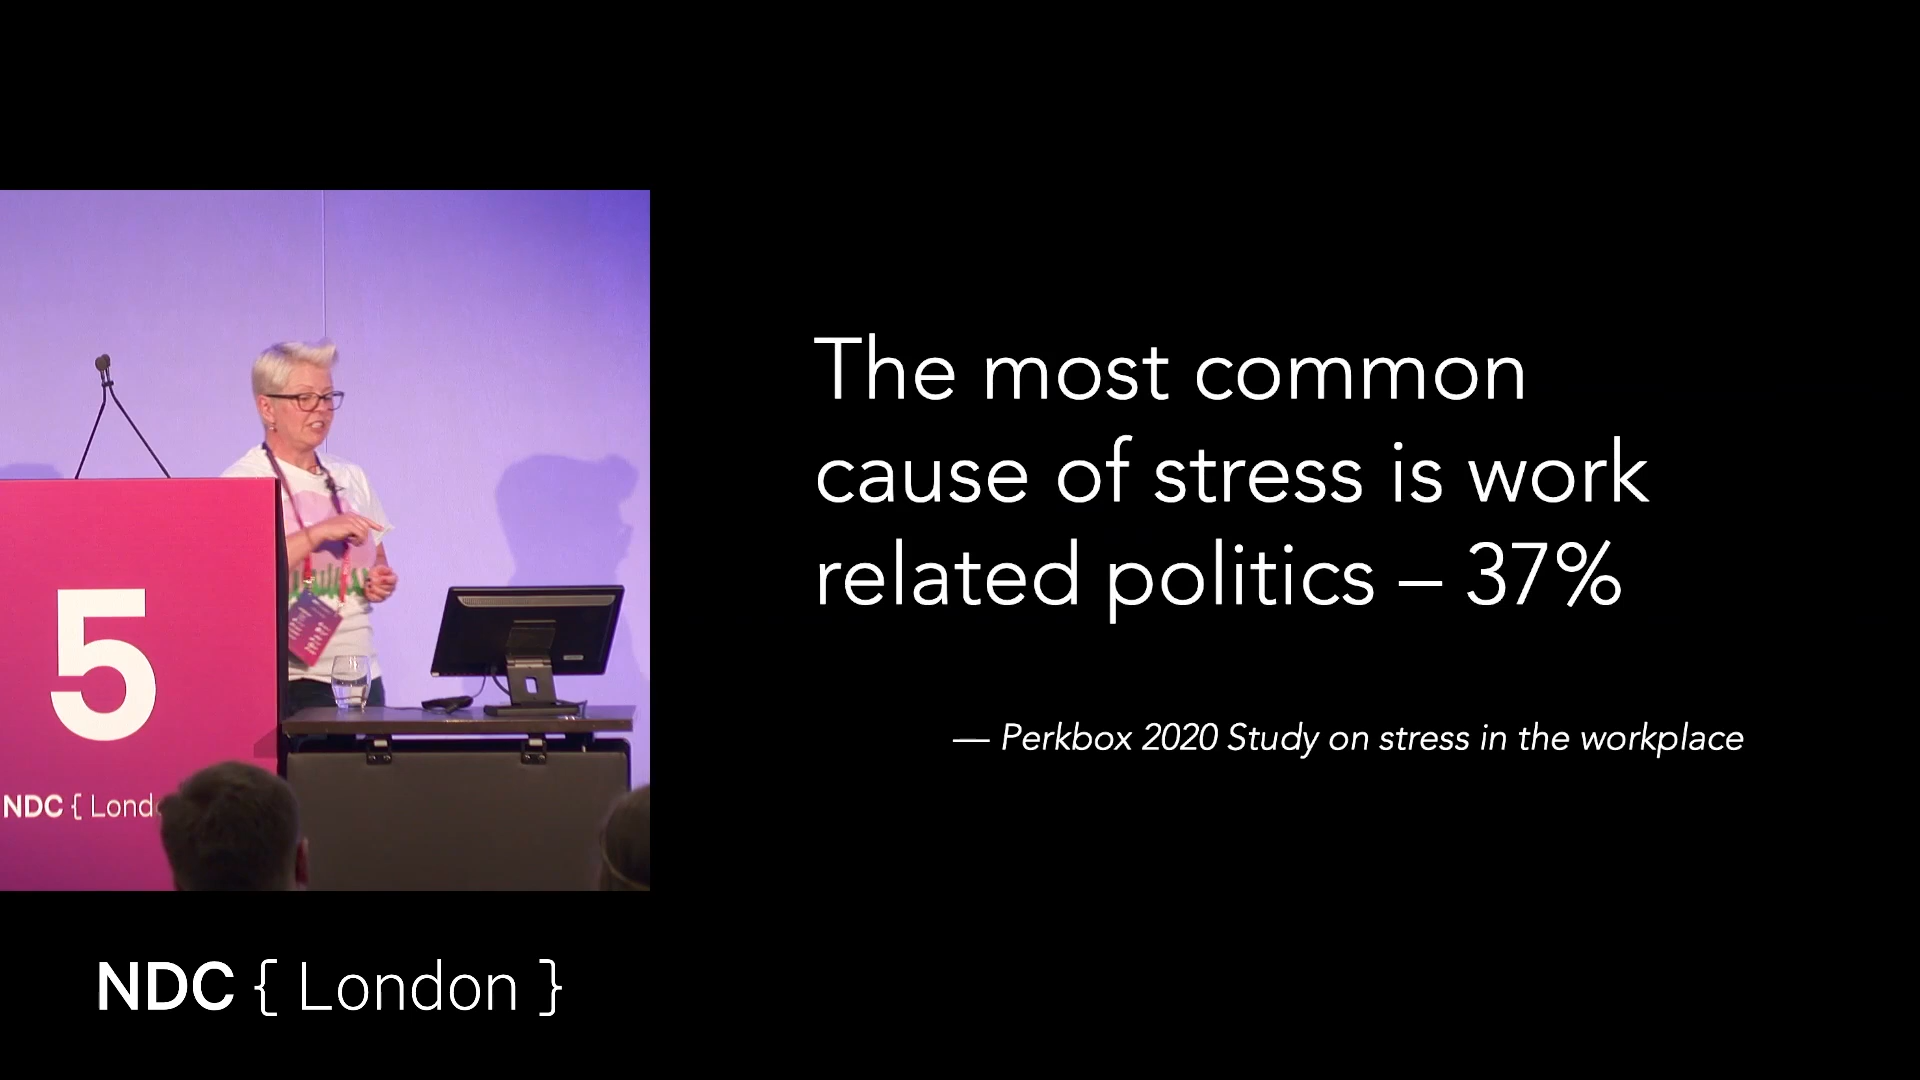 The most common
cause of stress is work
related politics – 37%
— Perkbox 2020 Study on stress in the workplace
5
NDC { Lond
NDC { London }